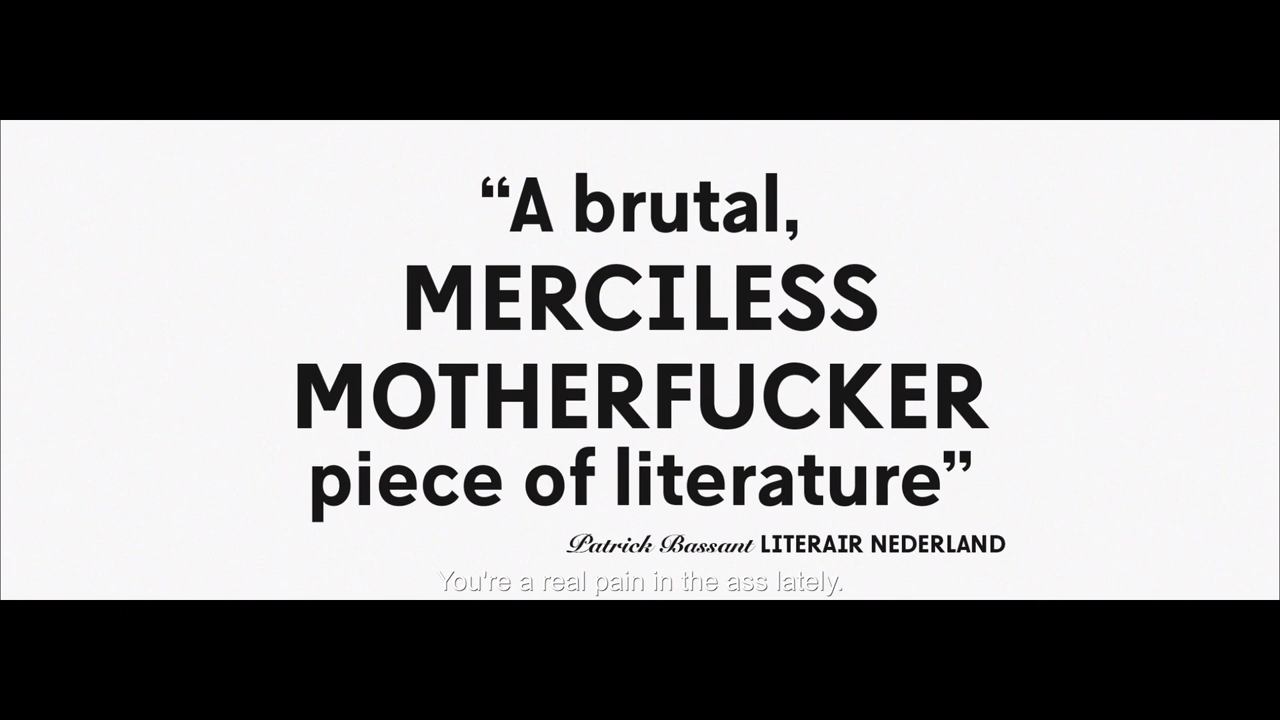 “A brutal,
MERCILESS
MOTHERFUCKER
piece of literature”
Patrick Bassant LITERAIR NEDERLAND
You're a real pain in the ass lately.